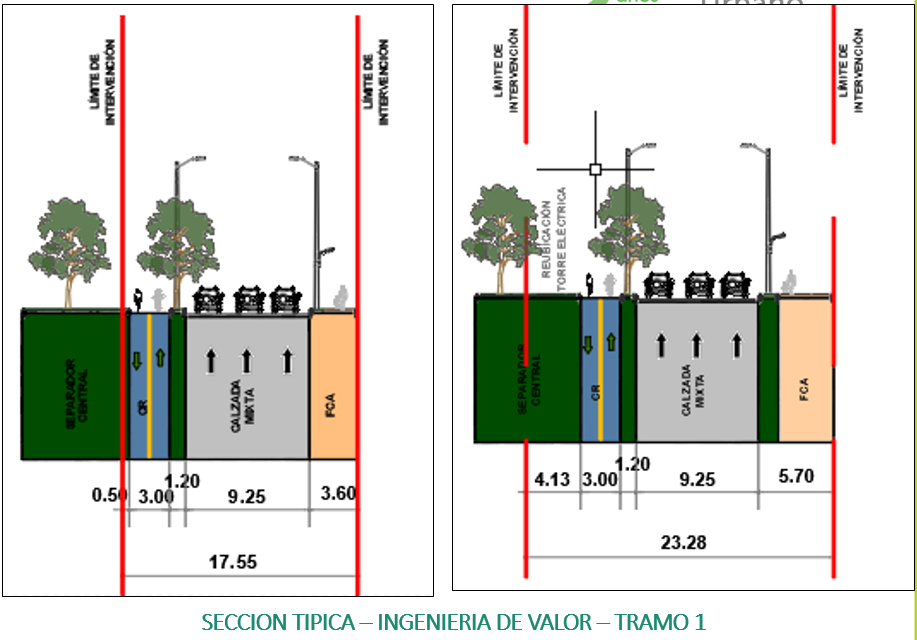 LÍMITE DE
INTERVENCIÓN
LÍMITE DE
INTERVENCIÓN
SEPARADOR
CENTRAL
CR
CALZADA
MIXTA
FCA
0.50
3.00
1.20
9.25
3.60
17.55
LÍMITE DE
INTERVENCIÓN
LÍMITE DE
INTERVENCIÓN
REUBICACIÓN
TORRE ELÉCTRICA
SEPARADOR
CENTRAL
CR
CALZADA
MIXTA
FCA
4.13
3.00
1.20
9.25
5.70
23.28
SECCION TIPICA – INGENIERIA DE VALOR – TRAMO 1